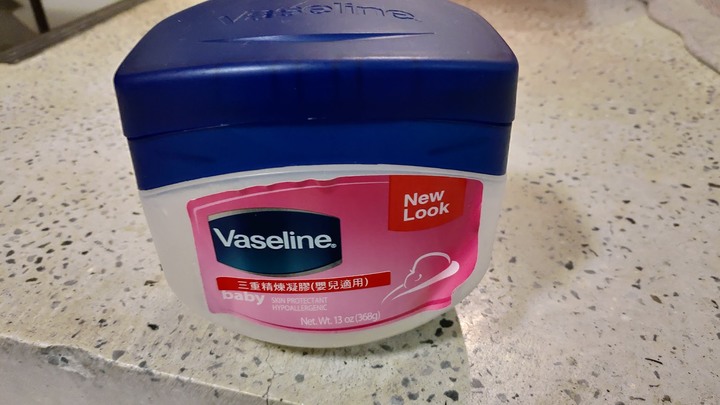 Vaseline
New
Look
Vaseline®
三重精煉凝膠(嬰兒適用)
baby SKIN PROTECTANT
HYPOALLERGENIC
Net. Wt. 13 oz (368g)